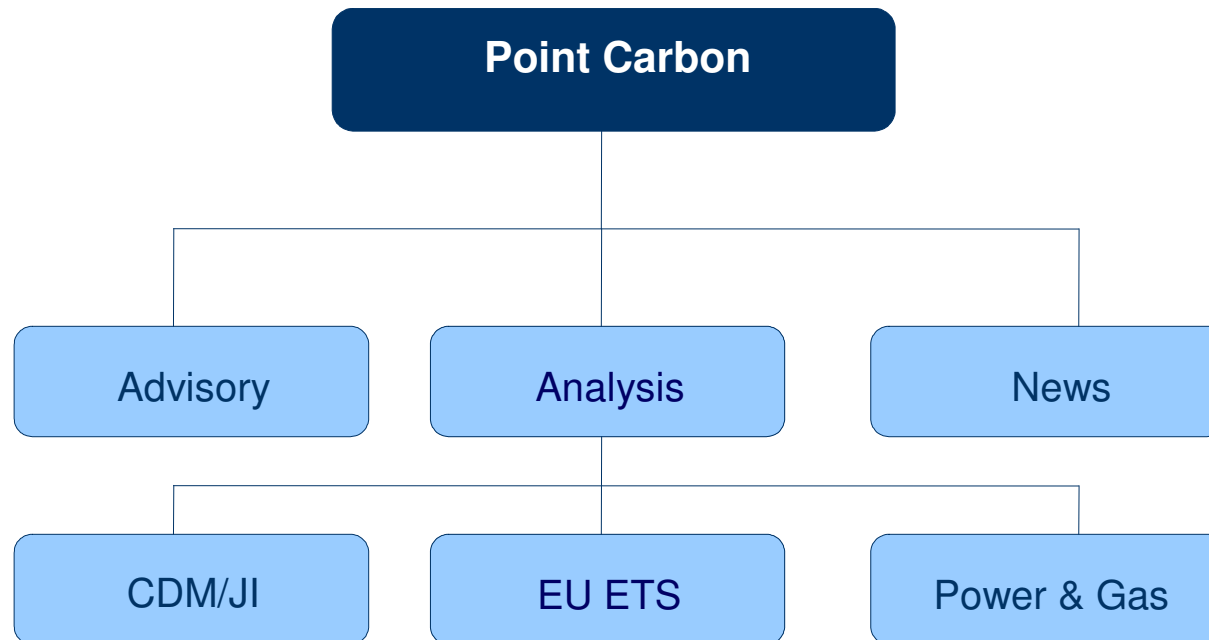 Point Carbon
Advisory
Analysis
News
CDM/JI
EU ETS
Power & Gas